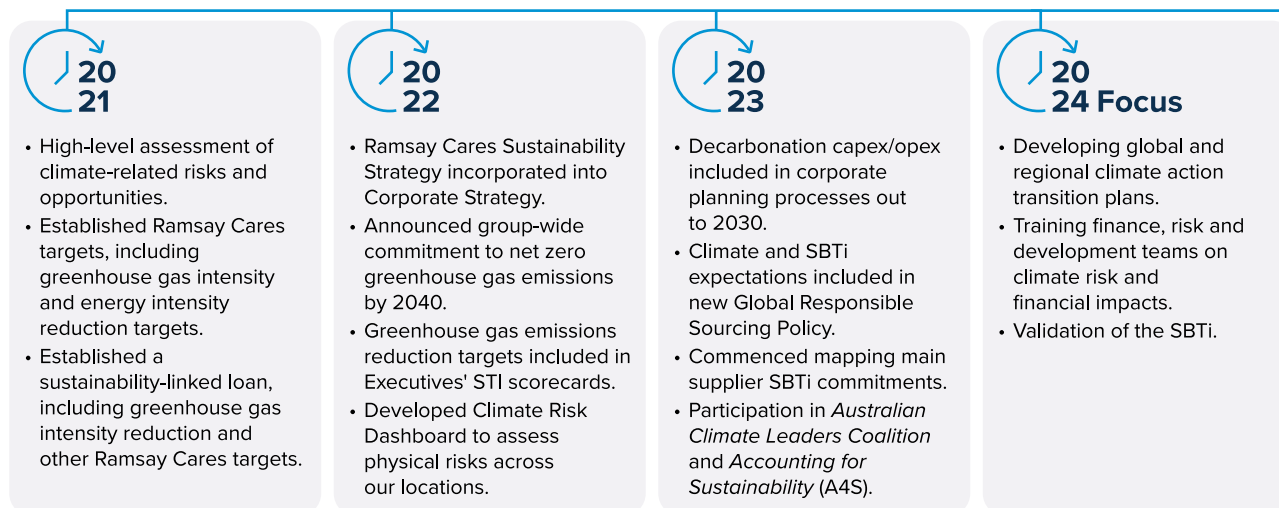 20
21
• High-level assessment of
climate-related risks and
opportunities.
• Established Ramsay Cares
targets, including
greenhouse gas intensity
and energy intensity
reduction targets.
• Established a
sustainability-linked loan,
including greenhouse gas
intensity reduction and
other Ramsay Cares targets.
20
22
• Ramsay Cares Sustainability
Strategy incorporated into
Corporate Strategy.
• Announced group-wide
commitment to net zero
greenhouse gas emissions
by 2040.
• Greenhouse gas emissions
reduction targets included in
Executives' STI scorecards.
• Developed Climate Risk
Dashboard to assess
physical risks across
our locations.
20
23
• Decarbonation capex/opex
included in corporate
planning processes out
to 2030.
• Climate and SBTi
expectations included in
new Global Responsible
Sourcing Policy.
• Commenced mapping main
supplier SBTi commitments.
• Participation in Australian
Climate Leaders Coalition
and Accounting for
Sustainability (A4S).
20
24 Focus
• Developing global and
regional climate action
transition plans.
• Training finance, risk and
development teams on
climate risk and
financial impacts.
• Validation of the SBTi.